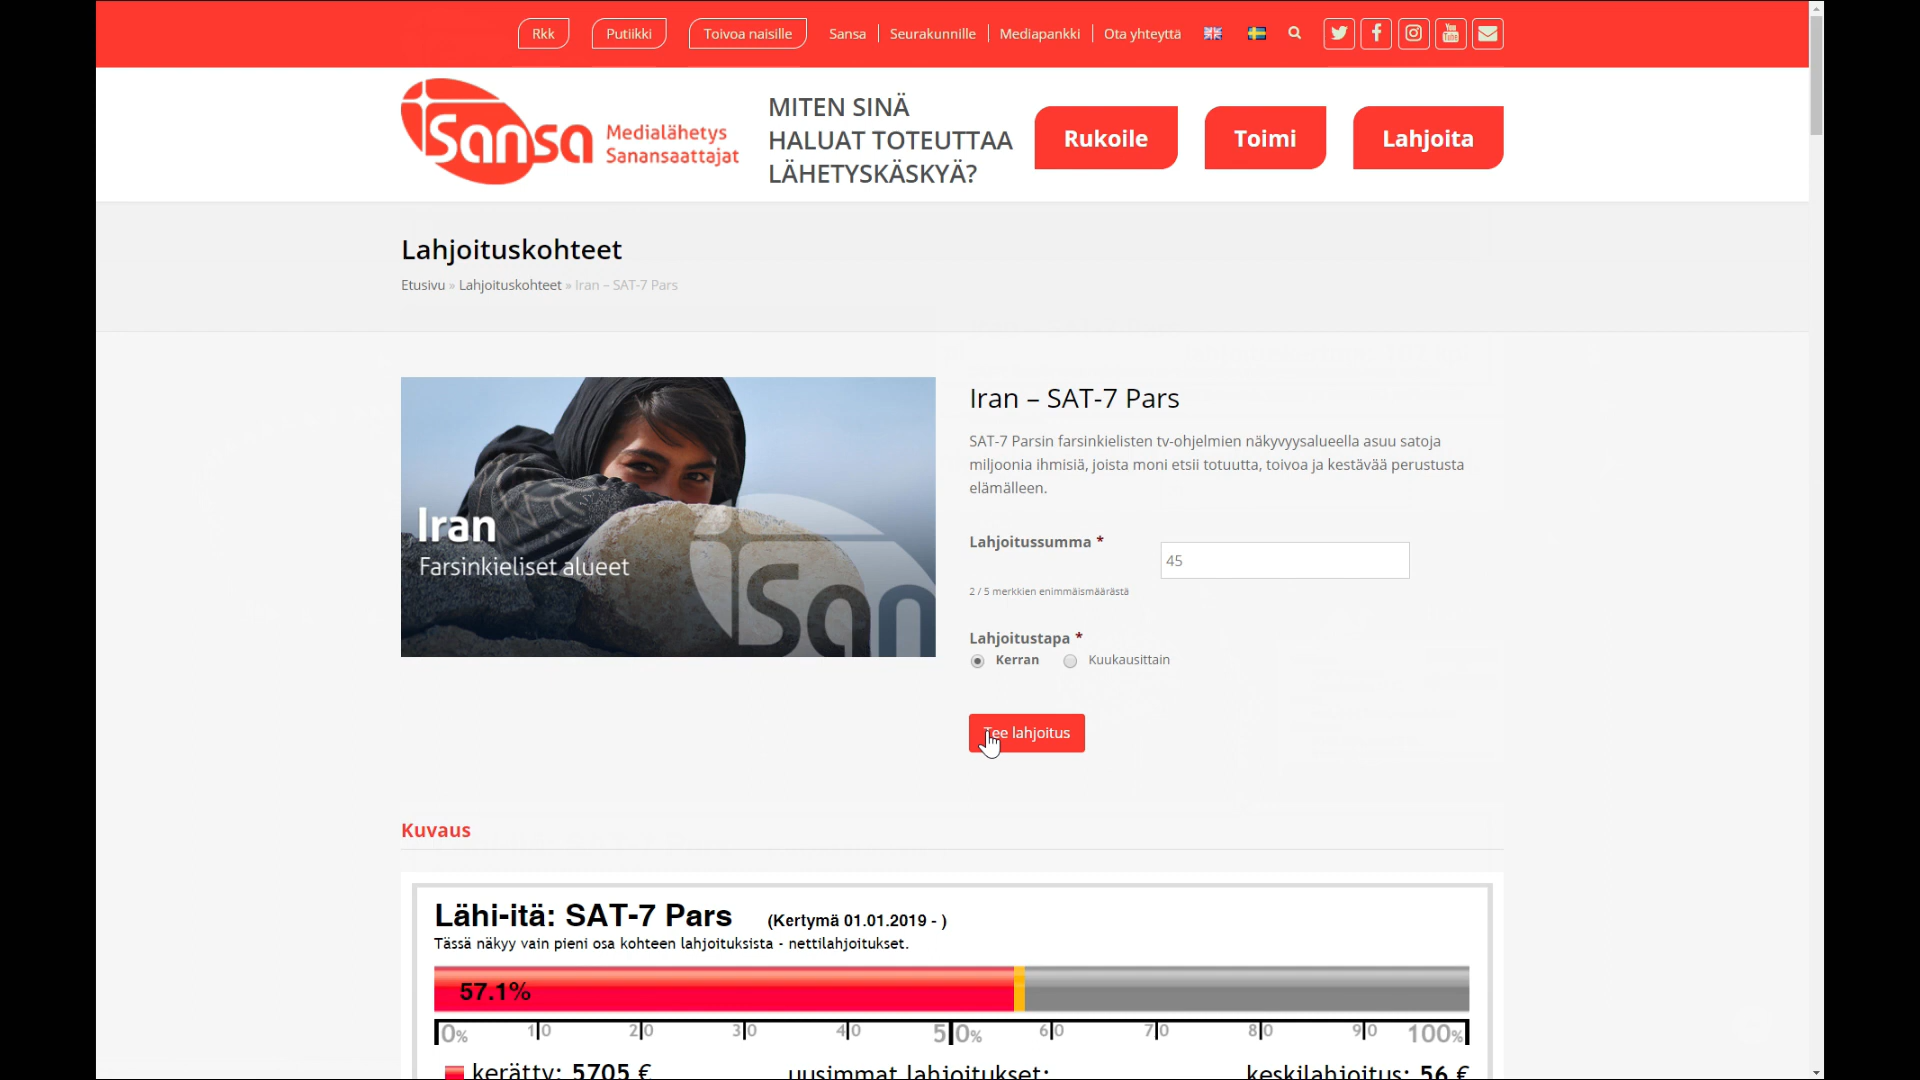 Rkk
Putiikki
Toivoa naisille
Sansa
Seurakunnille
Mediapankki
Ota yhteyttä
Sansa
Medialähetys
Sanansaattajat
MITEN SINÄ
HALUAT TOTEUTTAA
LÄHETYSKÄSKYÄ?
Rukoile
Toimi
Lahjoita
Lahjoituskohteet
Etusivu » Lahjoituskohteet » Iran – SAT-7 Pars
Iran
Farsinkieliset alueet
San
Iran – SAT-7 Pars
SAT-7 Parsin farsinkielisten tv-ohjelmien näkyvyysalueella asuu satoja
miljoonia ihmisiä, joista moni etsii totuutta, toivoa ja kestävää perustusta
elämälleen.
Lahjoitussumma *
45
2 / 5 merkkien enimmäismäärästä
Lahjoitustapa *
Kerran
Kuukausittain
Tee lahjoitus
Kuvaus
Lähi-itä: SAT-7 Pars (Kertymä 01.01.2019 - )
Tässä näkyy vain pieni osa kohteen lahjoituksista - nettilahjoitukset.
57.1%
0% 10 20 30 40 50% 60 70 80 90 100%
kerätty: 5705 € uusimmat lahjoitukset: keskilahjoitus: 56 €